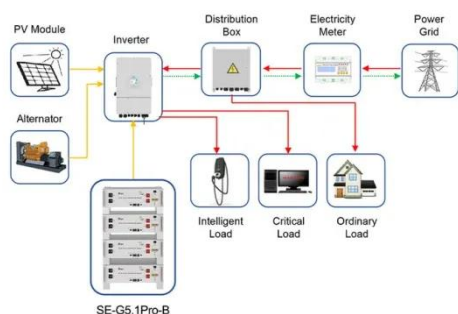 PV Module
Inverter
Distribution
Box
Electricity
Meter
Power
Grid
Alternator
Intelligent
Load
Critical
Load
Ordinary
Load
SE-G5.1Pro-B